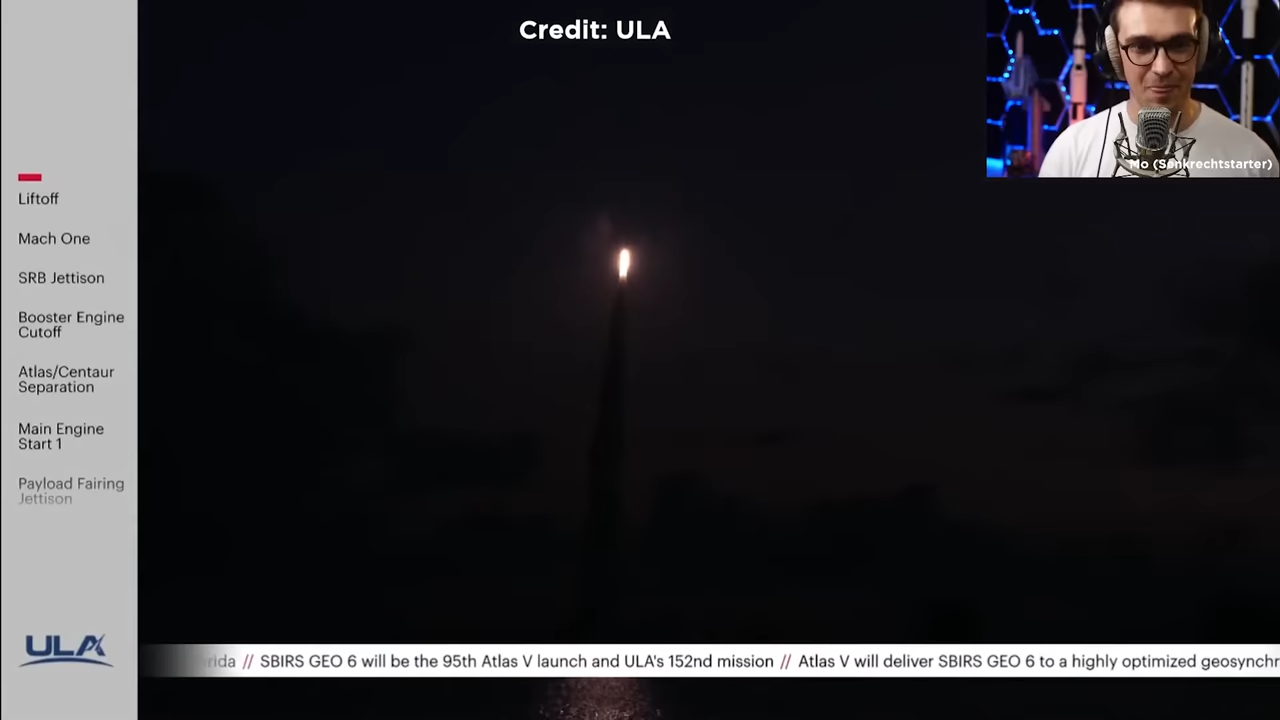 Credit: ULA
Mo (Senkrechtstarter)
Liftoff
Mach One
SRB Jettison
Booster Engine
Cutoff
Atlas/Centaur
Separation
Main Engine
Start 1
Payload Fairing
Jettison
ULA
rida // SBIRS GEO 6 will be the 95th Atlas V launch and ULA's 152nd mission // Atlas V will deliver SBIRS GEO 6 to a highly optimized geosynchr